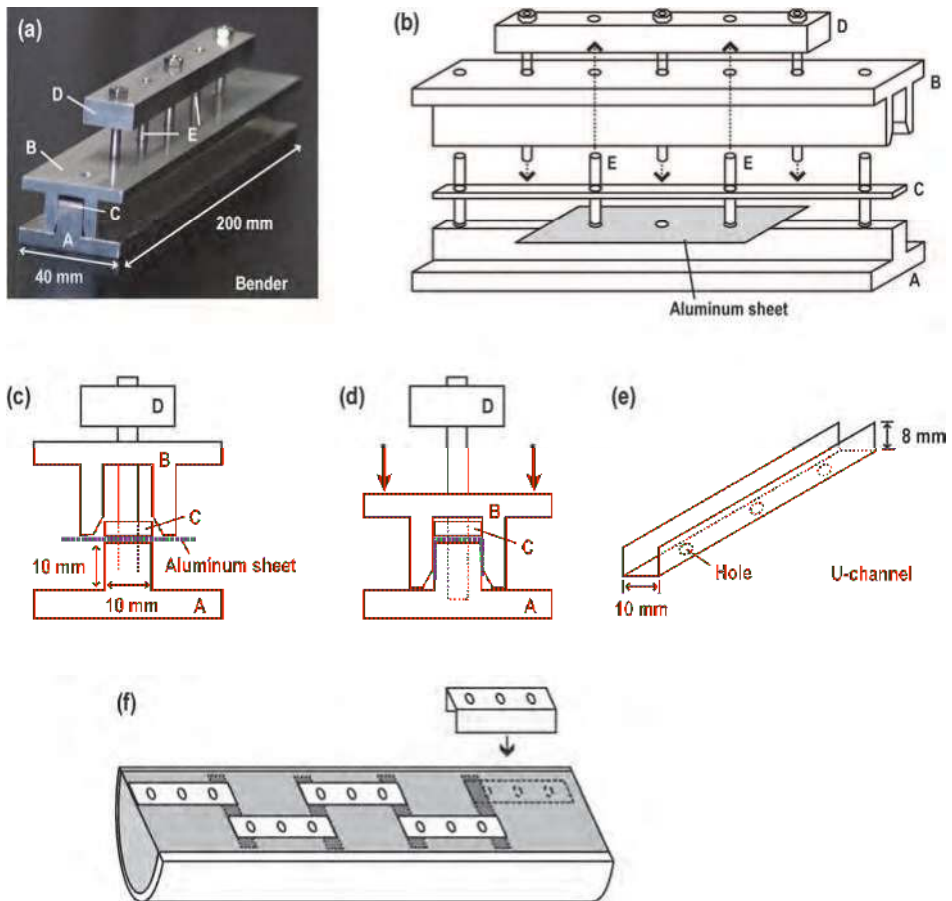 (a)
D
E
B
C
A
200 mm
40 mm
Bender
(b)
D
B
E
E
C
A
Aluminum sheet
(c)
D
B
C
Aluminum sheet
10 mm
10 mm
A
(d)
D
B
C
A
(e)
8 mm
Hole
U-channel
10 mm
(f)